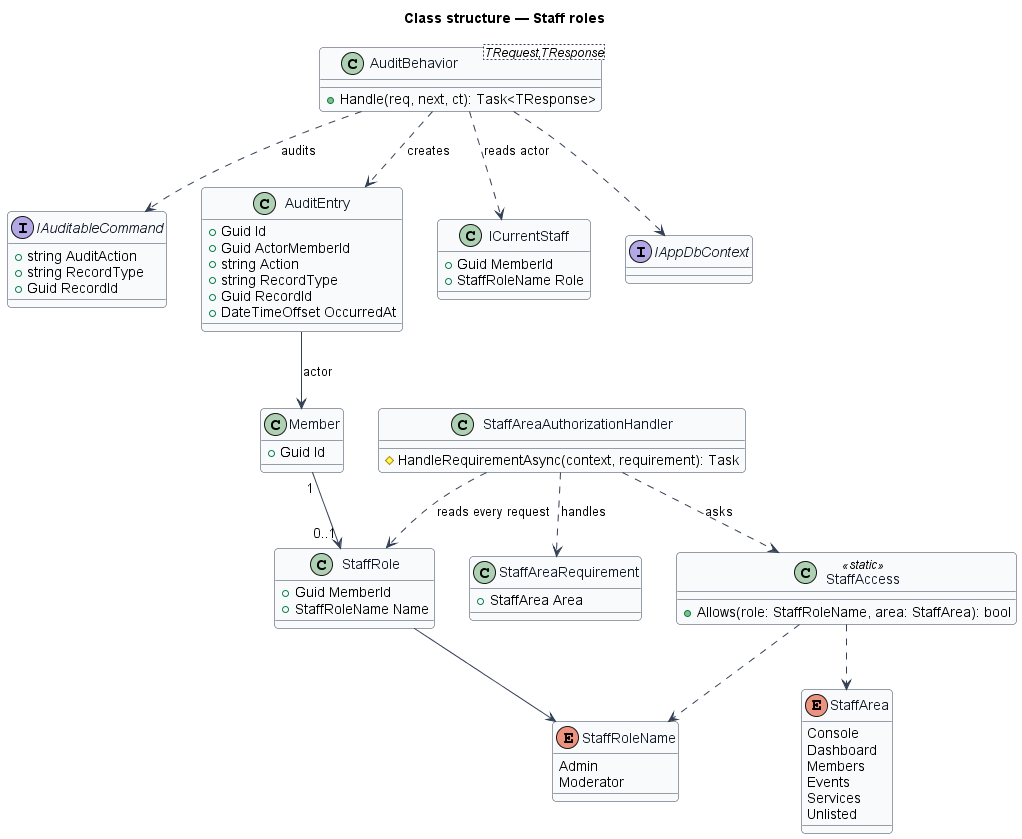 Class structure — Staff roles
AuditBehavior
TRequest,TResponse
Handle(req, next, ct): Task<TResponse>
audits
creates
reads actor
IAuditableCommand
string AuditAction
string RecordType
Guid RecordId
AuditEntry
Guid Id
Guid ActorMemberId
string Action
string RecordType
Guid RecordId
DateTimeOffset OccurredAt
ICurrentStaff
Guid MemberId
StaffRoleName Role
IAppDbContext
actor
Member
Guid Id
StaffAreaAuthorizationHandler
HandleRequirementAsync(context, requirement): Task
1
0..1
reads every request
handles
asks
StaffRole
Guid MemberId
StaffRoleName Name
StaffAreaRequirement
StaffArea Area
«static»
StaffAccess
Allows(role: StaffRoleName, area: StaffArea): bool
StaffRoleName
Admin
Moderator
StaffArea
Console
Dashboard
Members
Events
Services
Unlisted